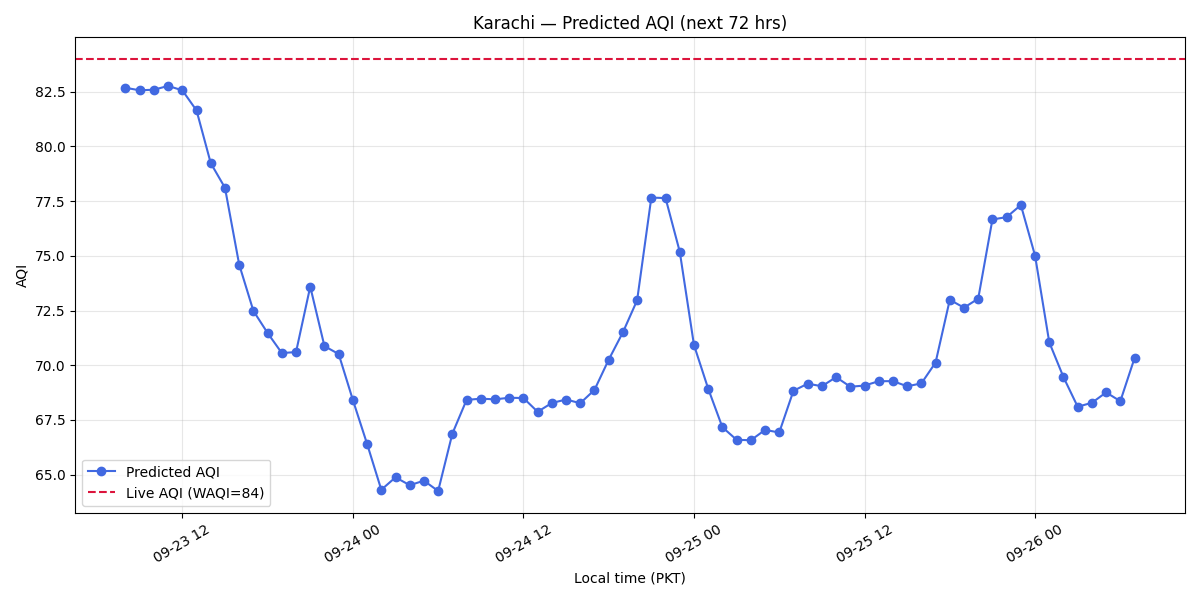 Karachi — Predicted AQI (next 72 hrs)
AQI
82.5
80.0
77.5
75.0
72.5
70.0
67.5
65.0
Predicted AQI
Live AQI (WAQI=84)
09-23 12
09-24 00
09-24 12
09-25 00
09-25 12
09-26 00
Local time (PKT)